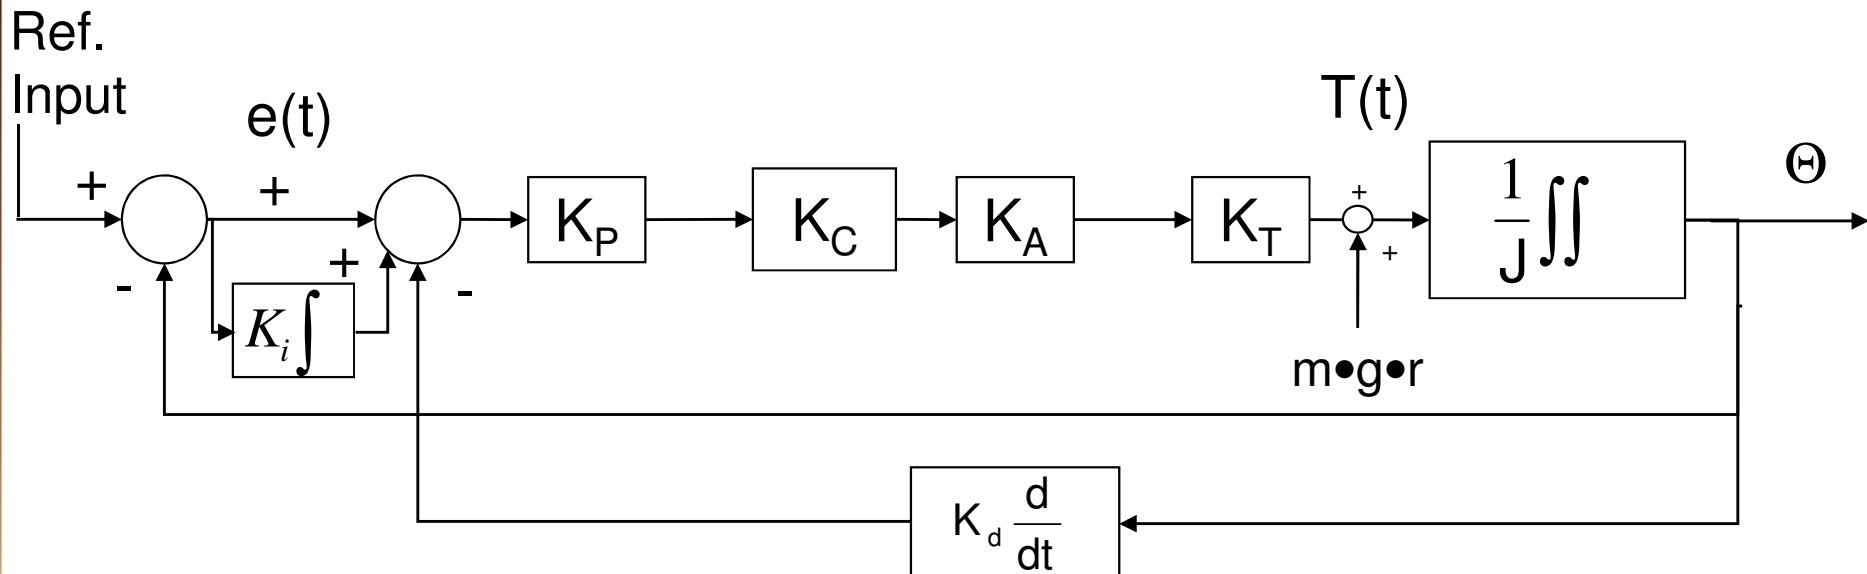 Ref.
Input
e(t)
T(t)
Θ
+
+
+
-
-
K_P
K_C
K_A
K_T
+
+
1
J
∫∫
K_i ∫
m•g•r
K_d d
dt